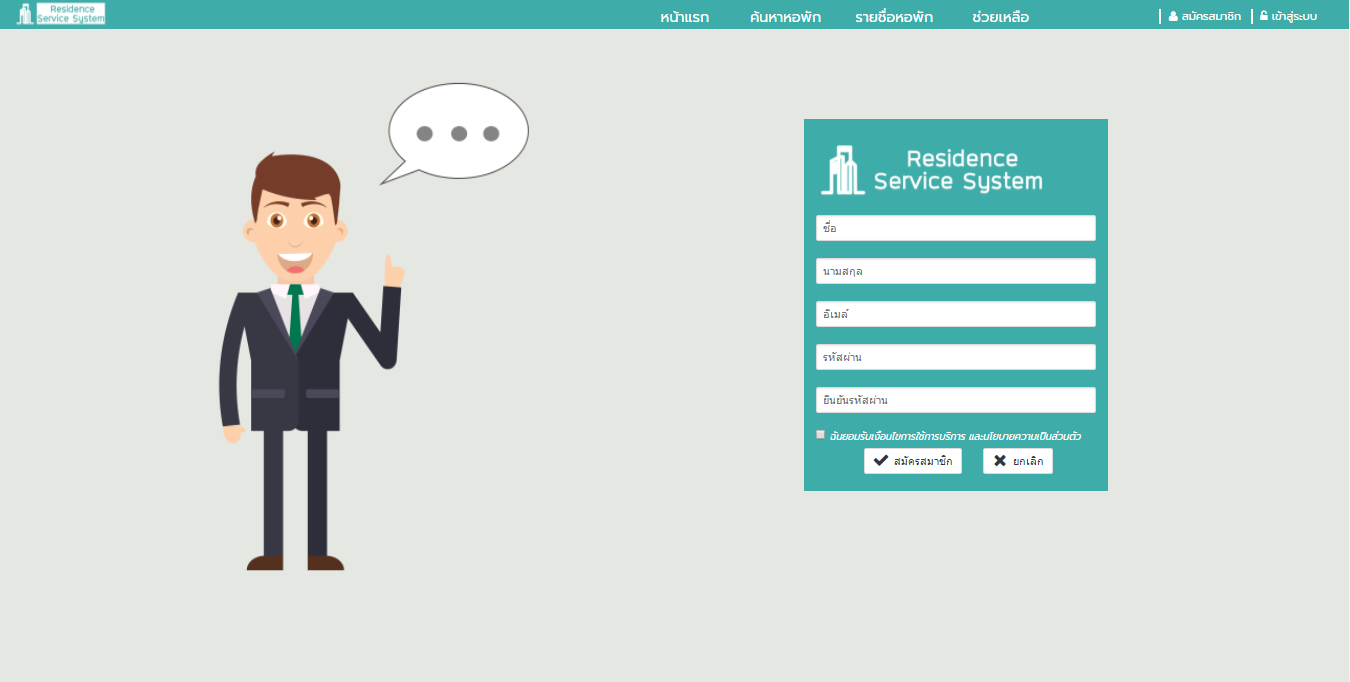 Residence
Service System
หน้าแรก
ค้นหาหอพัก
รายชื่อหอพัก
ช่วยเหลือ
สมัครสมาชิก
เข้าสู่ระบบ
Residence
Service System
ชื่อ
นามสกุล
อีเมล์
รหัสผ่าน
ยืนยันรหัสผ่าน
ฉันยอมรับเงื่อนไขการใช้การบริการ และนโยบายความเป็นส่วนตัว
สมัครสมาชิก
ยกเลิก